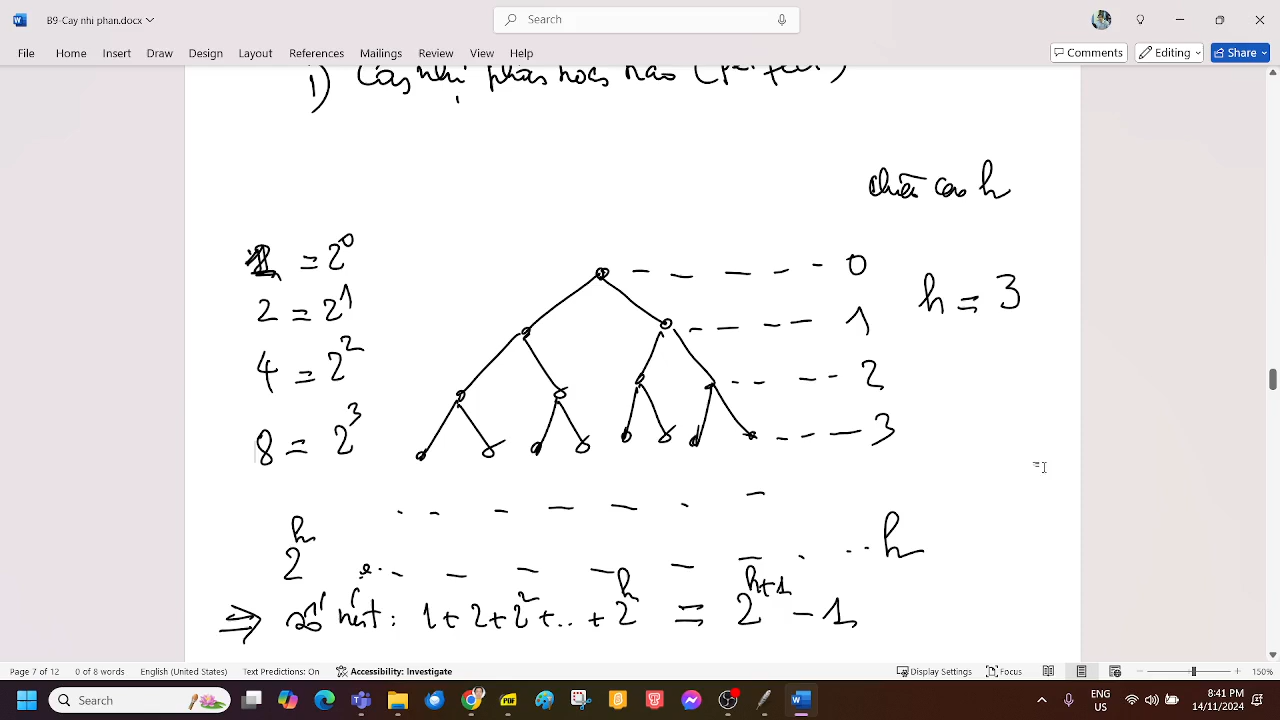 B9-Cay nhi phan.docx
Search
File Home Insert Draw Design Layout References Mailings Review View Help
Comments Editing Share
1) Cây nhị phân hoàn hảo (perfect)
chiều cao h
1 = 2^0
0
h = 3
2 = 2^1
1
4 = 2^2
2
8 = 2^3
3
2^h
h
⇒ số nút: 1 + 2 + 2^2 + ... + 2^h = 2^{h+1} - 1
Page 7 of 12 0 of 8 words English (United States) Text Predictions: On Accessibility: Investigate Display Settings Focus 150%
Search PDF ENG US 8:41 PM 14/11/2024